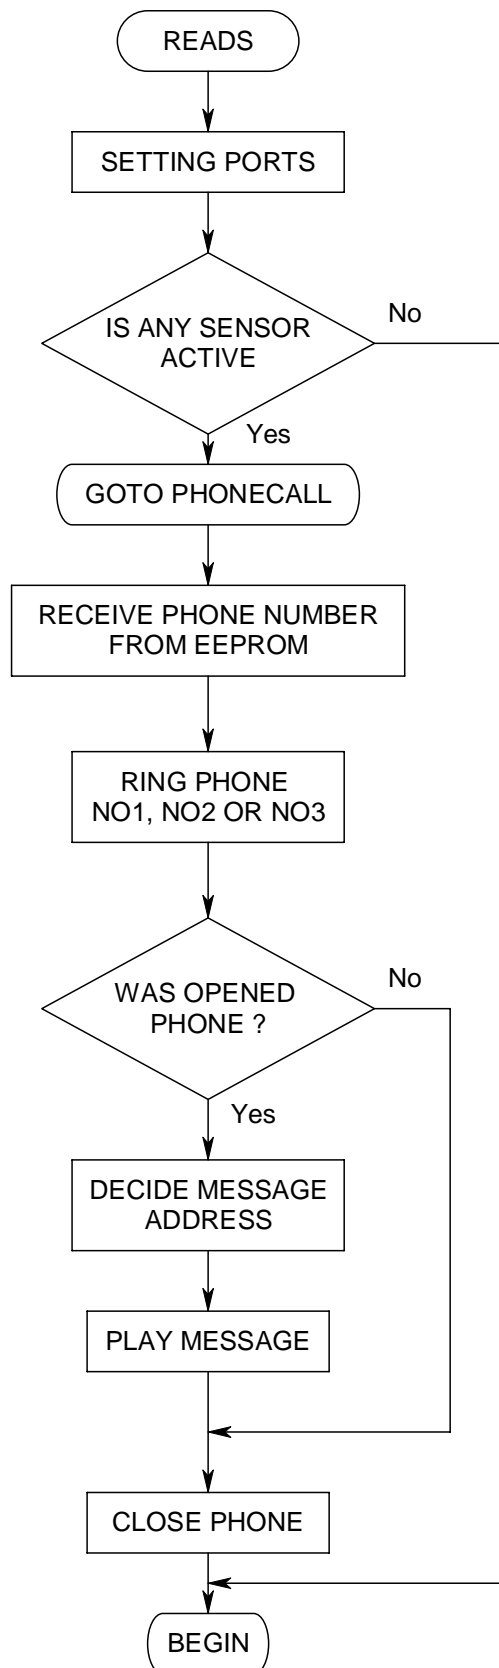 READS
SETTING PORTS
IS ANY SENSOR
ACTIVE
No
Yes
GOTO PHONECALL
RECEIVE PHONE NUMBER
FROM EEPROM
RING PHONE
NO1, NO2 OR NO3
WAS OPENED
PHONE ?
No
Yes
DECIDE MESSAGE
ADDRESS
PLAY MESSAGE
CLOSE PHONE
BEGIN